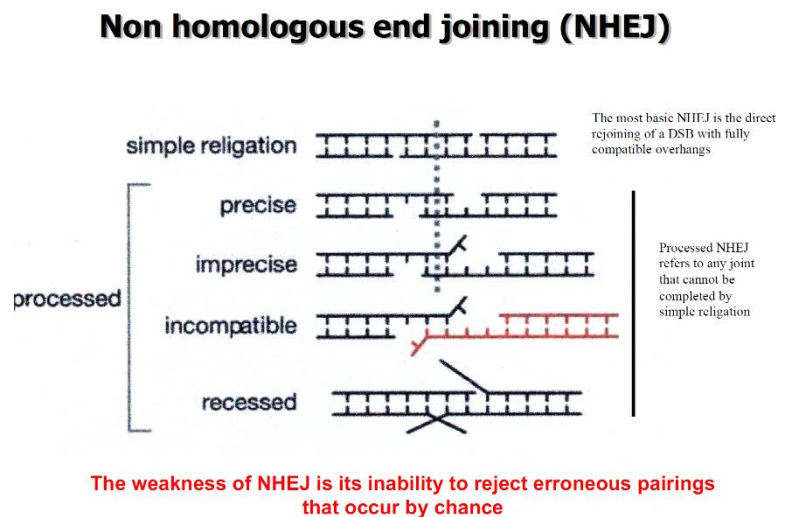 Non homologous end joining (NHEJ)
The most basic NHEJ is the direct
rejoining of a DSB with fully
compatible overhangs
simple religation
precise
imprecise
processed
incompatible
recessed
Processed NHEJ
refers to any joint
that cannot be
completed by
simple religation
The weakness of NHEJ is its inability to reject erroneous pairings
that occur by chance